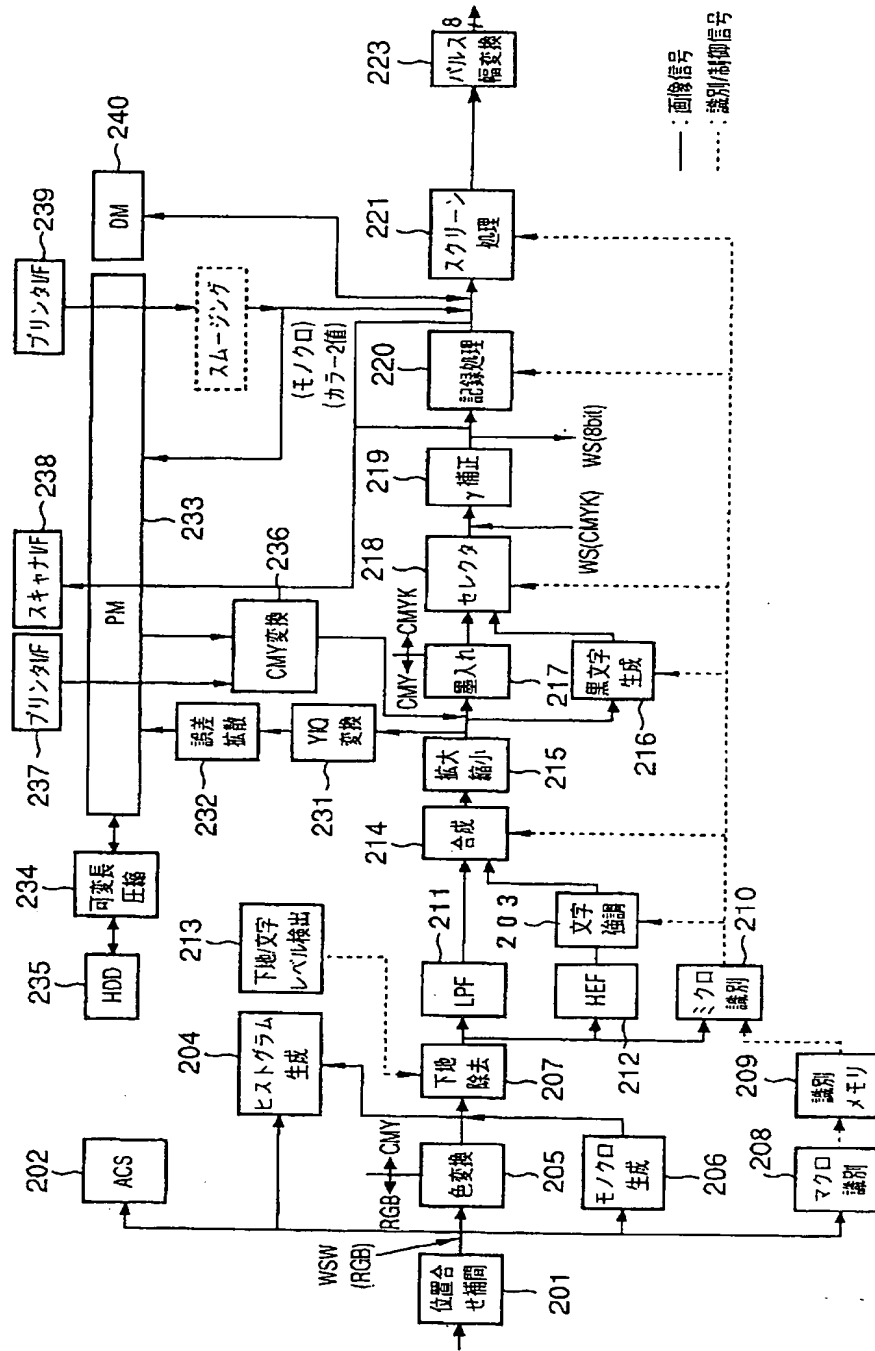 プリンタI/F
237
スキャナI/F
238
プリンタI/F
239
DM
240
PM
233
HDD
235
可変長
圧縮
234
誤差
拡散
232
YIQ
変換
231
CMY変換
236
スムージング
(モノクロ)
(カラー2値)
ACS
202
ヒストグラム
生成
204
下地/文字
レベル検出
213
WSW
(RGB)
位置合
せ補間
201
RGB
CMY
色変換
205
下地
除去
207
LPF
211
合成
214
拡大
縮小
215
CMY
CMYK
墨入れ
217
セレクタ
218
γ補正
219
記録処理
220
スクリーン
処理
221
パルス
幅変換
223
8
WS(CMYK)
WS(8bit)
モノクロ
生成
206
HEF
212
文字
強調
203
黒文字
生成
216
マクロ
識別
208
識別
メモリ
209
ミクロ
識別
210
:画像信号
:識別/制御信号